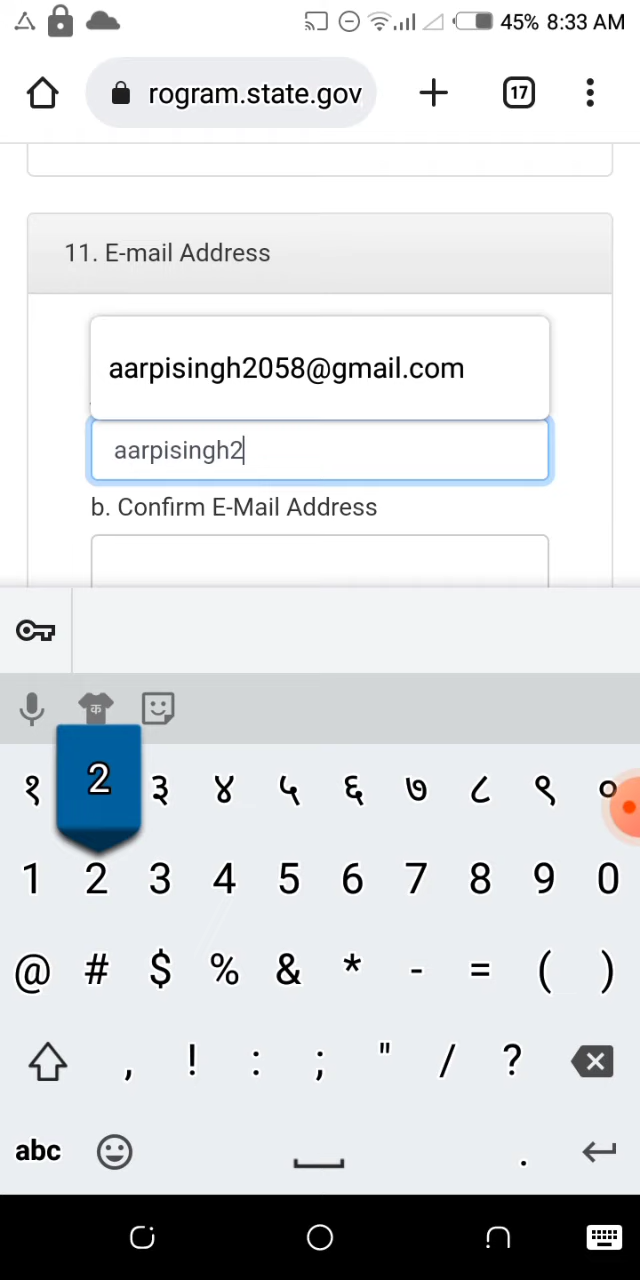 45% 8:33 AM
rogram.state.gov
17
11. E-mail Address
aarpisingh2058@gmail.com
aarpisingh2
b. Confirm E-Mail Address
क
2
१ ३ ४ ५ ६ ७ ८ ९ ०
1 2 3 4 5 6 7 8 9 0
@ # $ % & * - = ( )
, ! : ; " / ?
abc .